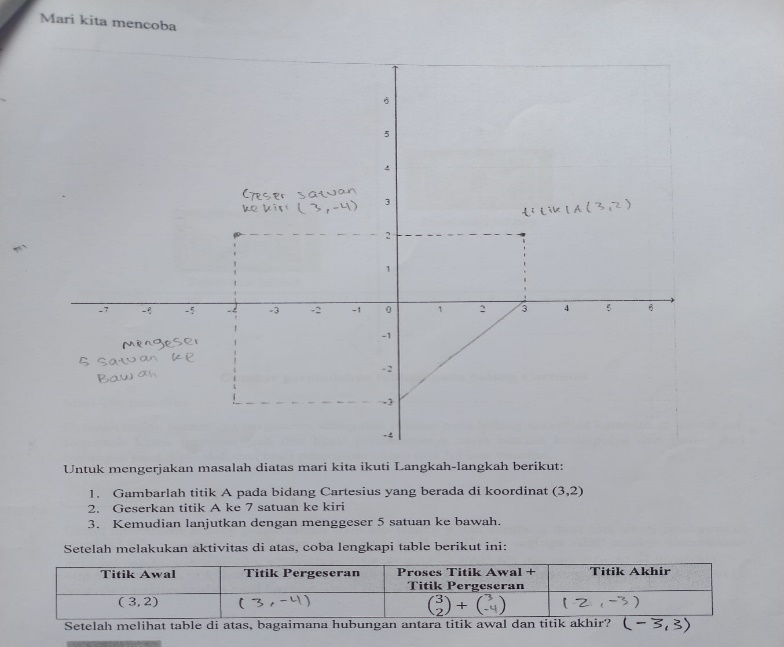 Mari kita mencoba
6
5
4
Geser satuan
ke kiri (3,-4)
3
titik A(3,2)
2
1
-7 -6 -5 -4 -3 -2 -1 0 1 2 3 4 5 6
-1
Mengeser
5 satuan ke
Bawah
-2
-3
-4
Untuk mengerjakan masalah diatas mari kita ikuti Langkah-langkah berikut:
1. Gambarlah titik A pada bidang Cartesius yang berada di koordinat (3,2)
2. Geserkan titik A ke 7 satuan ke kiri
3. Kemudian lanjutkan dengan menggeser 5 satuan ke bawah.
Setelah melakukan aktivitas di atas, coba lengkapi table berikut ini:
Titik Awal Titik Pergeseran Proses Titik Awal + Titik Akhir
Titik Pergeseran
(3,2) (3,-4) (3 2) + (3 -4) (2,-3)
Setelah melihat table di atas, bagaimana hubungan antara titik awal dan titik akhir? (-3,3)